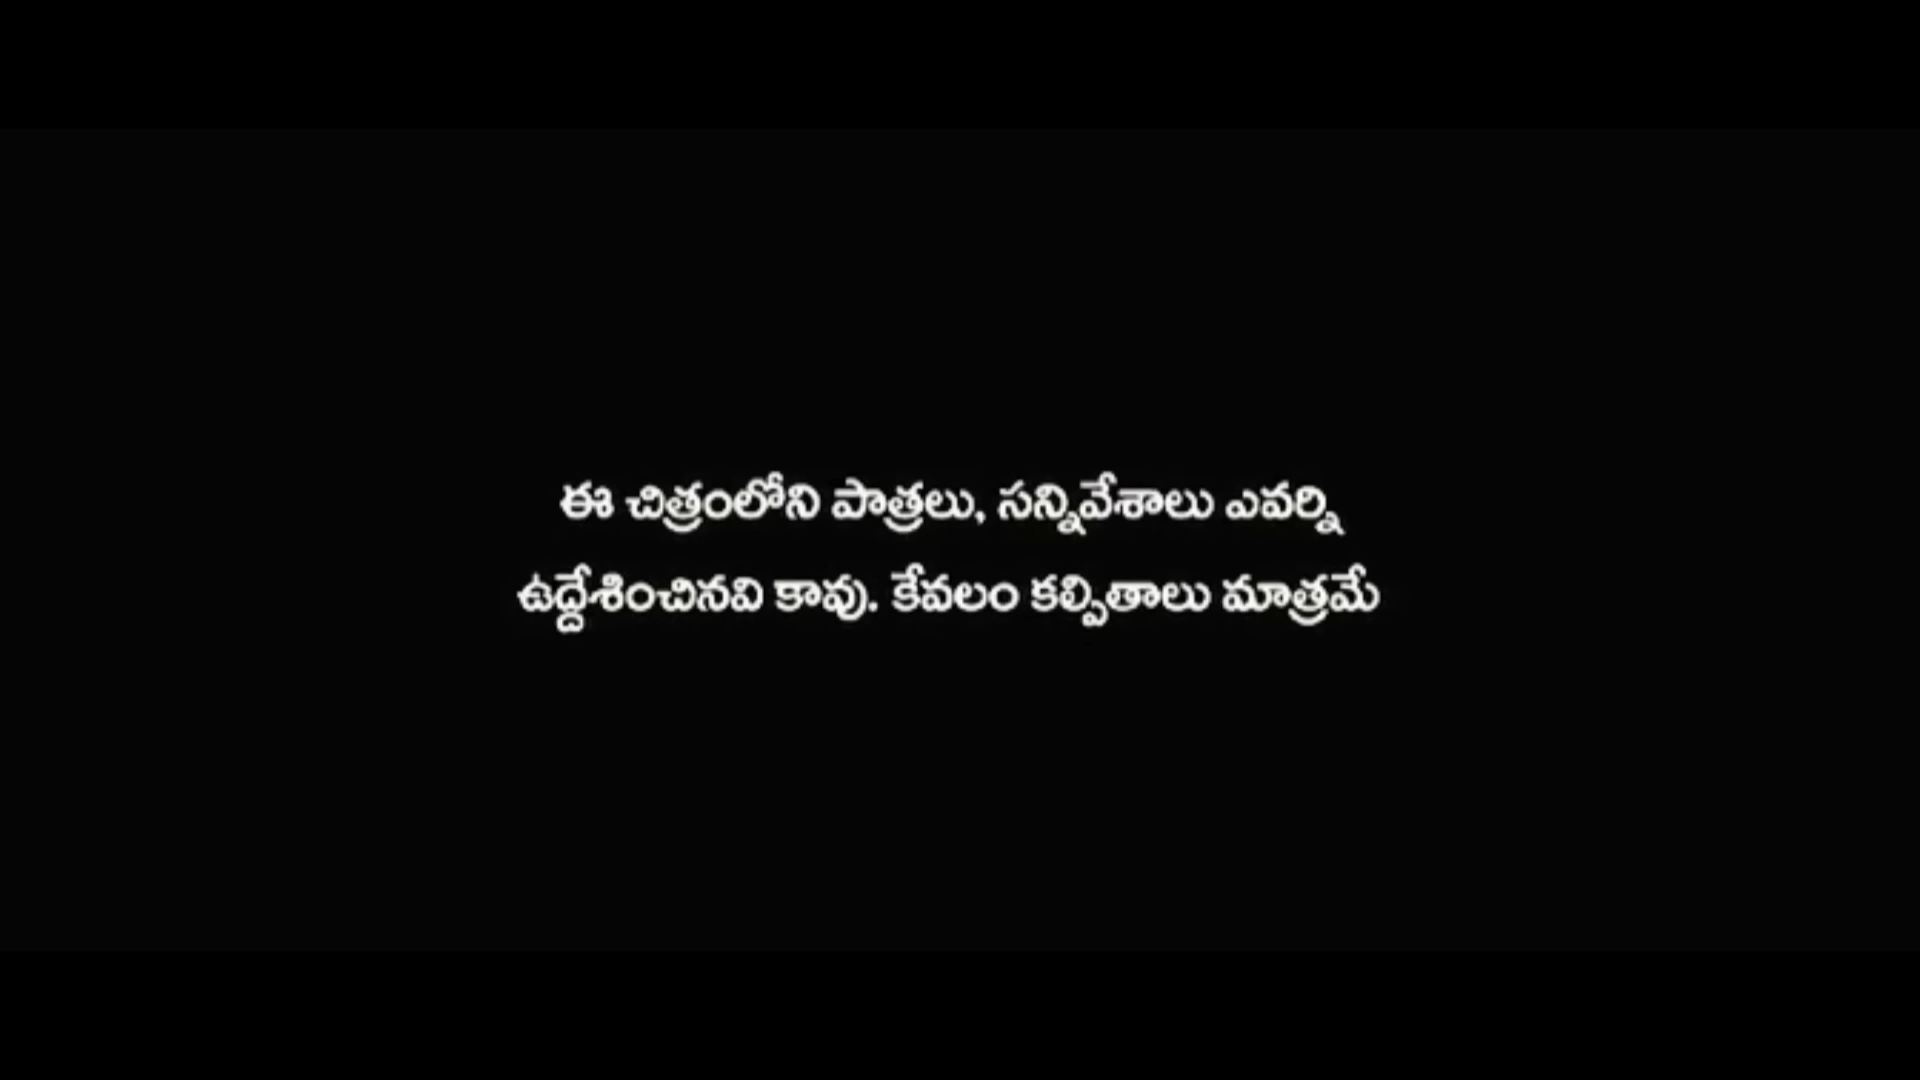 ఈ చిత్రంలోని పాత్రలు, సన్నివేశాలు ఎవర్ని
ఉద్దేశించినవి కావు. కేవలం కల్పితాలు మాత్రమే